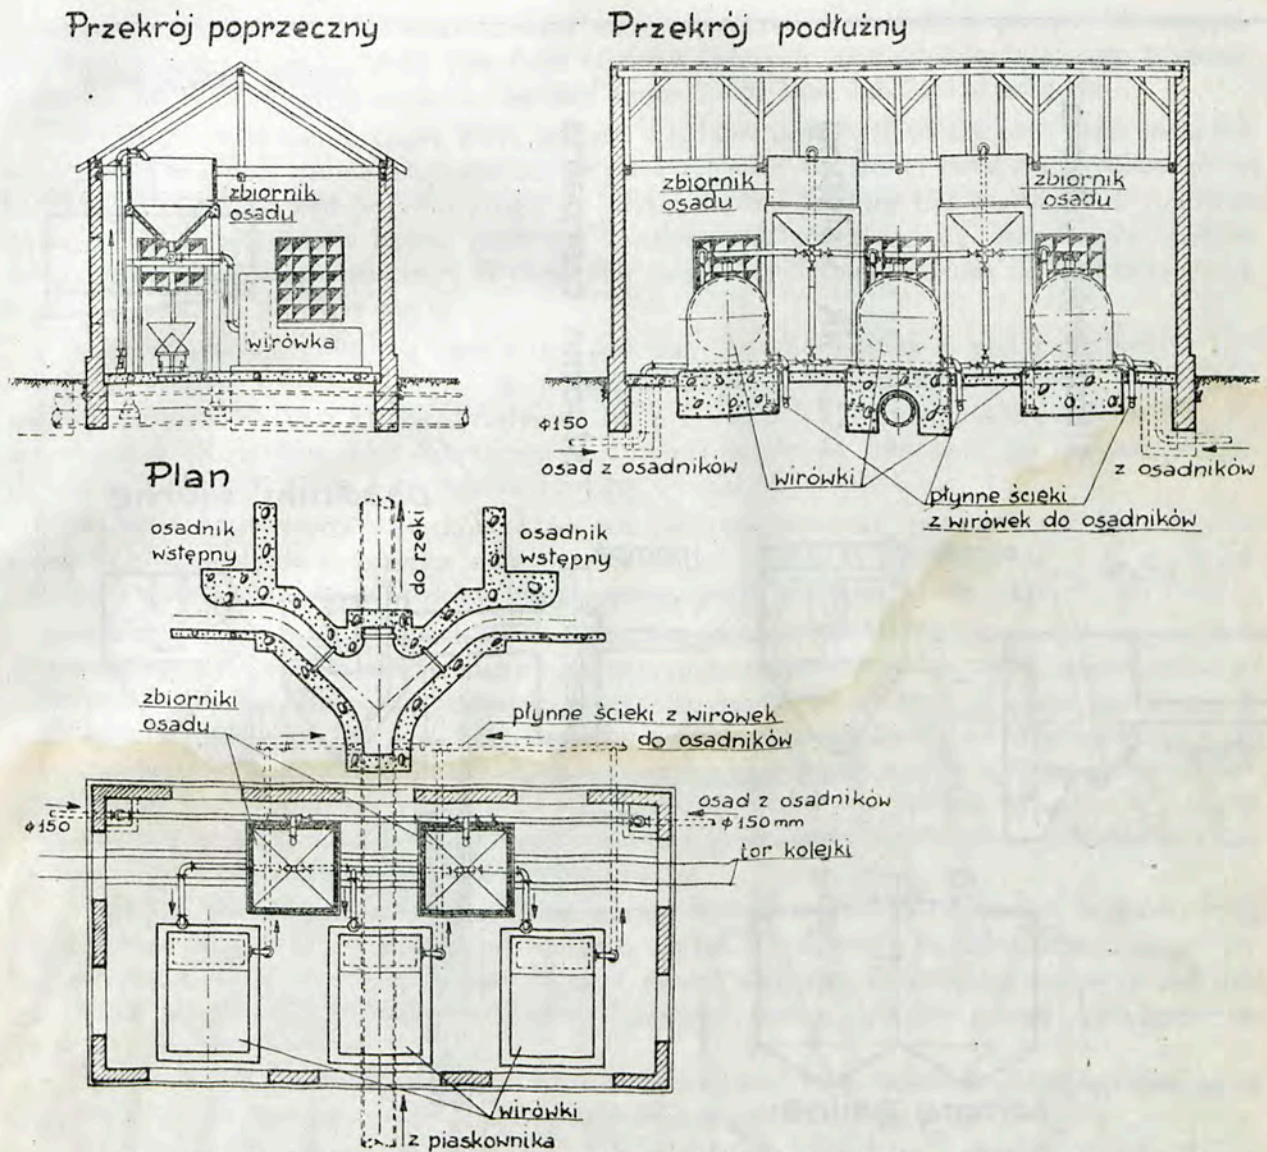 Przekrój poprzeczny
Przekrój podłużny
zbiornik
osadu
wirówka
zbiornik
osadu
zbiornik
osadu
ϕ150
osad z osadników
wirówki
z osadników
płynne ścieki
z wirówek do osadników
Plan
osadnik
wstępny
do rzeki
osadnik
wstępny
zbiorniki
osadu
płynne ścieki z wirówek
do osadników
ϕ150
osad z osadników
ϕ150mm
tor kolejki
wirówki
z piaskownika